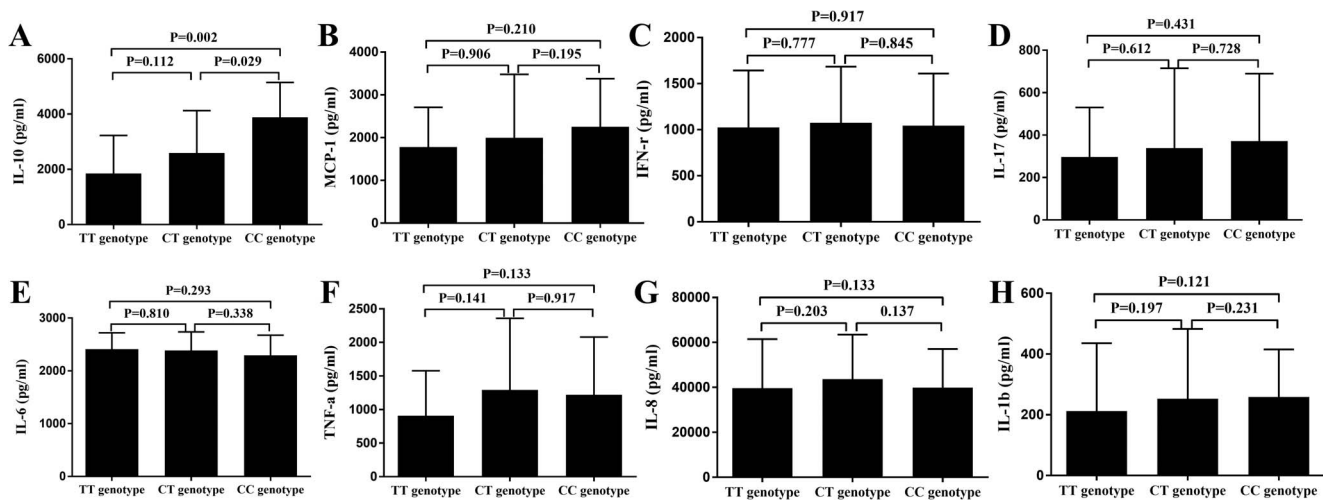 A
P=0.002
P=0.112
P=0.029
IL-10 (pg/ml)
6000
4000
2000
0
TT genotype
CT genotype
CC genotype
B
P=0.210
P=0.906
P=0.195
MCP-1 (pg/ml)
4000
3000
2000
1000
0
TT genotype
CT genotype
CC genotype
C
P=0.917
P=0.777
P=0.845
IFN-r (pg/ml)
2000
1500
1000
500
0
TT genotype
CT genotype
CC genotype
D
P=0.431
P=0.612
P=0.728
IL-17 (pg/ml)
800
600
400
200
0
TT genotype
CT genotype
CC genotype
E
P=0.293
P=0.810
P=0.338
IL-6 (pg/ml)
3000
2000
1000
0
TT genotype
CT genotype
CC genotype
F
P=0.133
P=0.141
P=0.917
TNF-a (pg/ml)
2500
2000
1500
1000
500
0
TT genotype
CT genotype
CC genotype
G
P=0.133
P=0.203
0.137
IL-8 (pg/ml)
80000
60000
40000
20000
0
TT genotype
CT genotype
CC genotype
H
P=0.121
P=0.197
P=0.231
IL-1b (pg/ml)
600
400
200
0
TT genotype
CT genotype
CC genotype